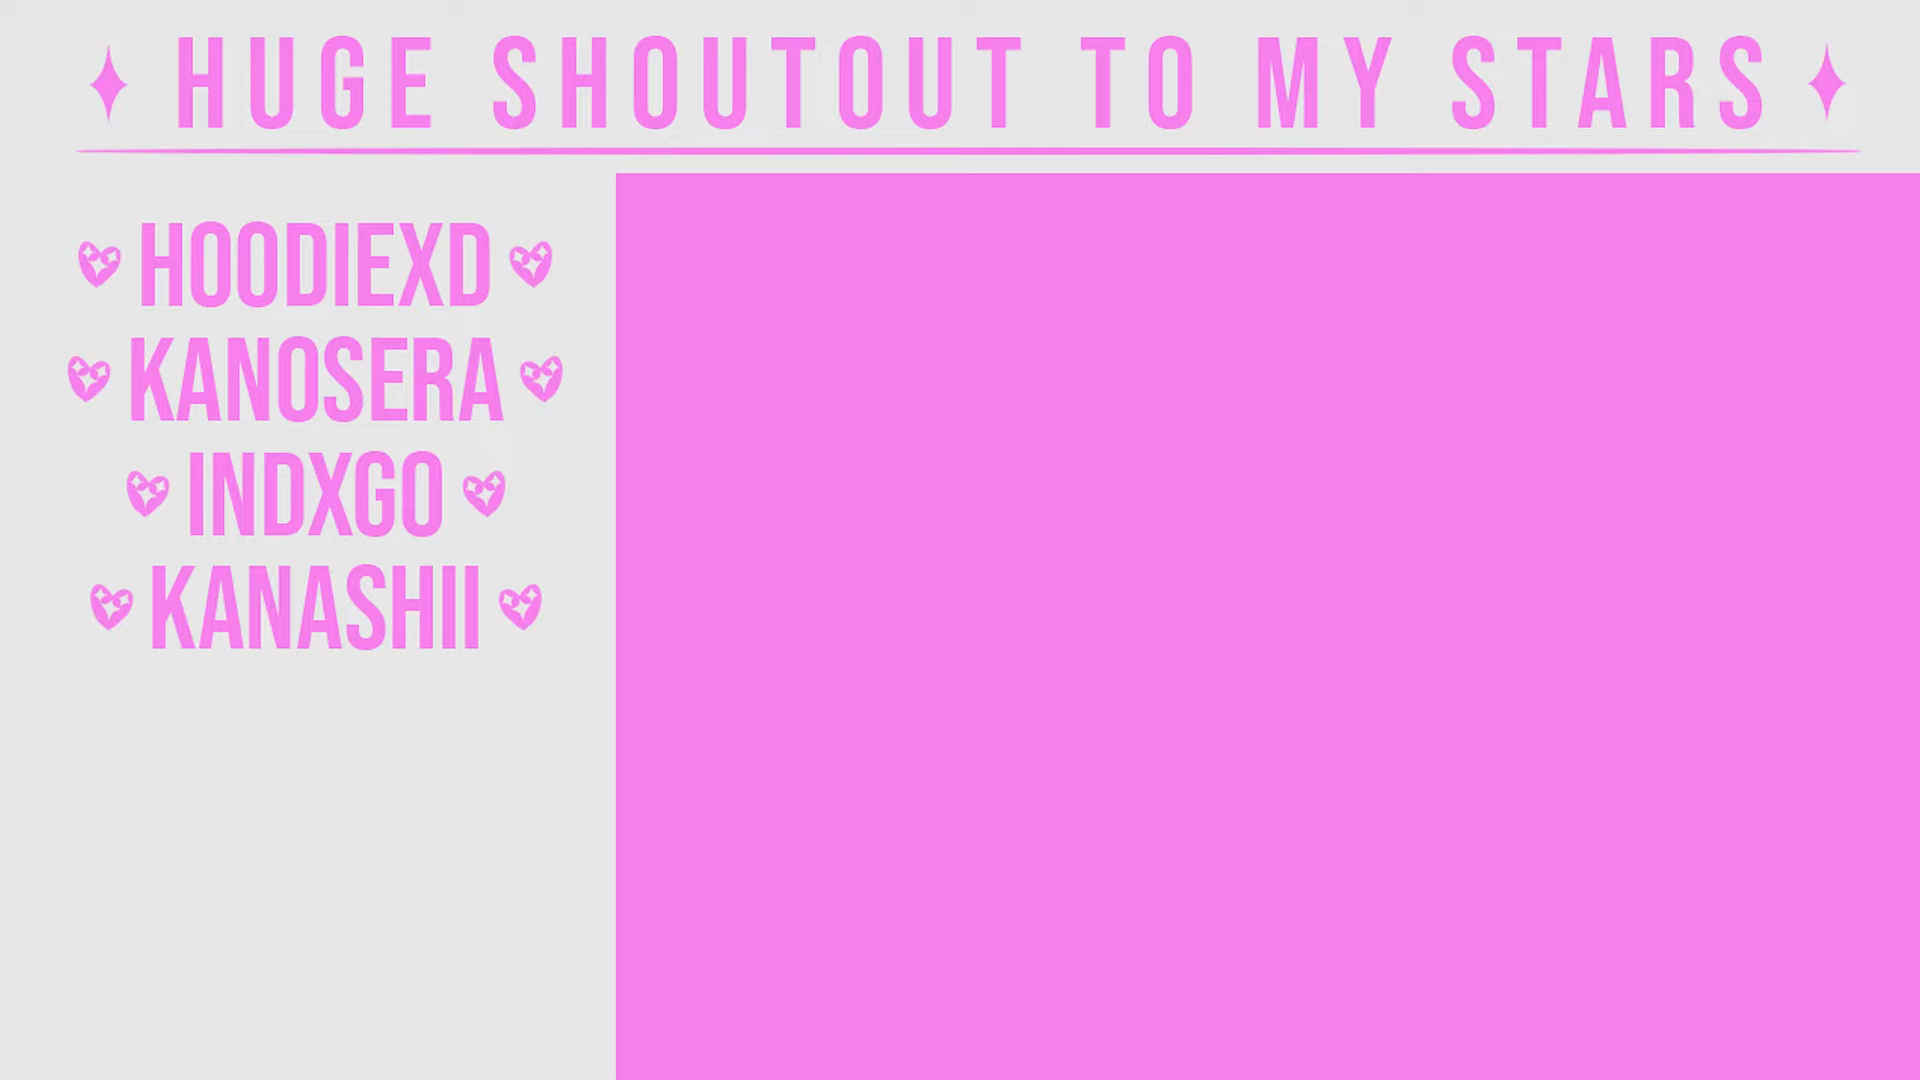 HUGE SHOUTOUT TO MY STARS
HOODIEXD
KANOSERA
INDXGO
KANASHII